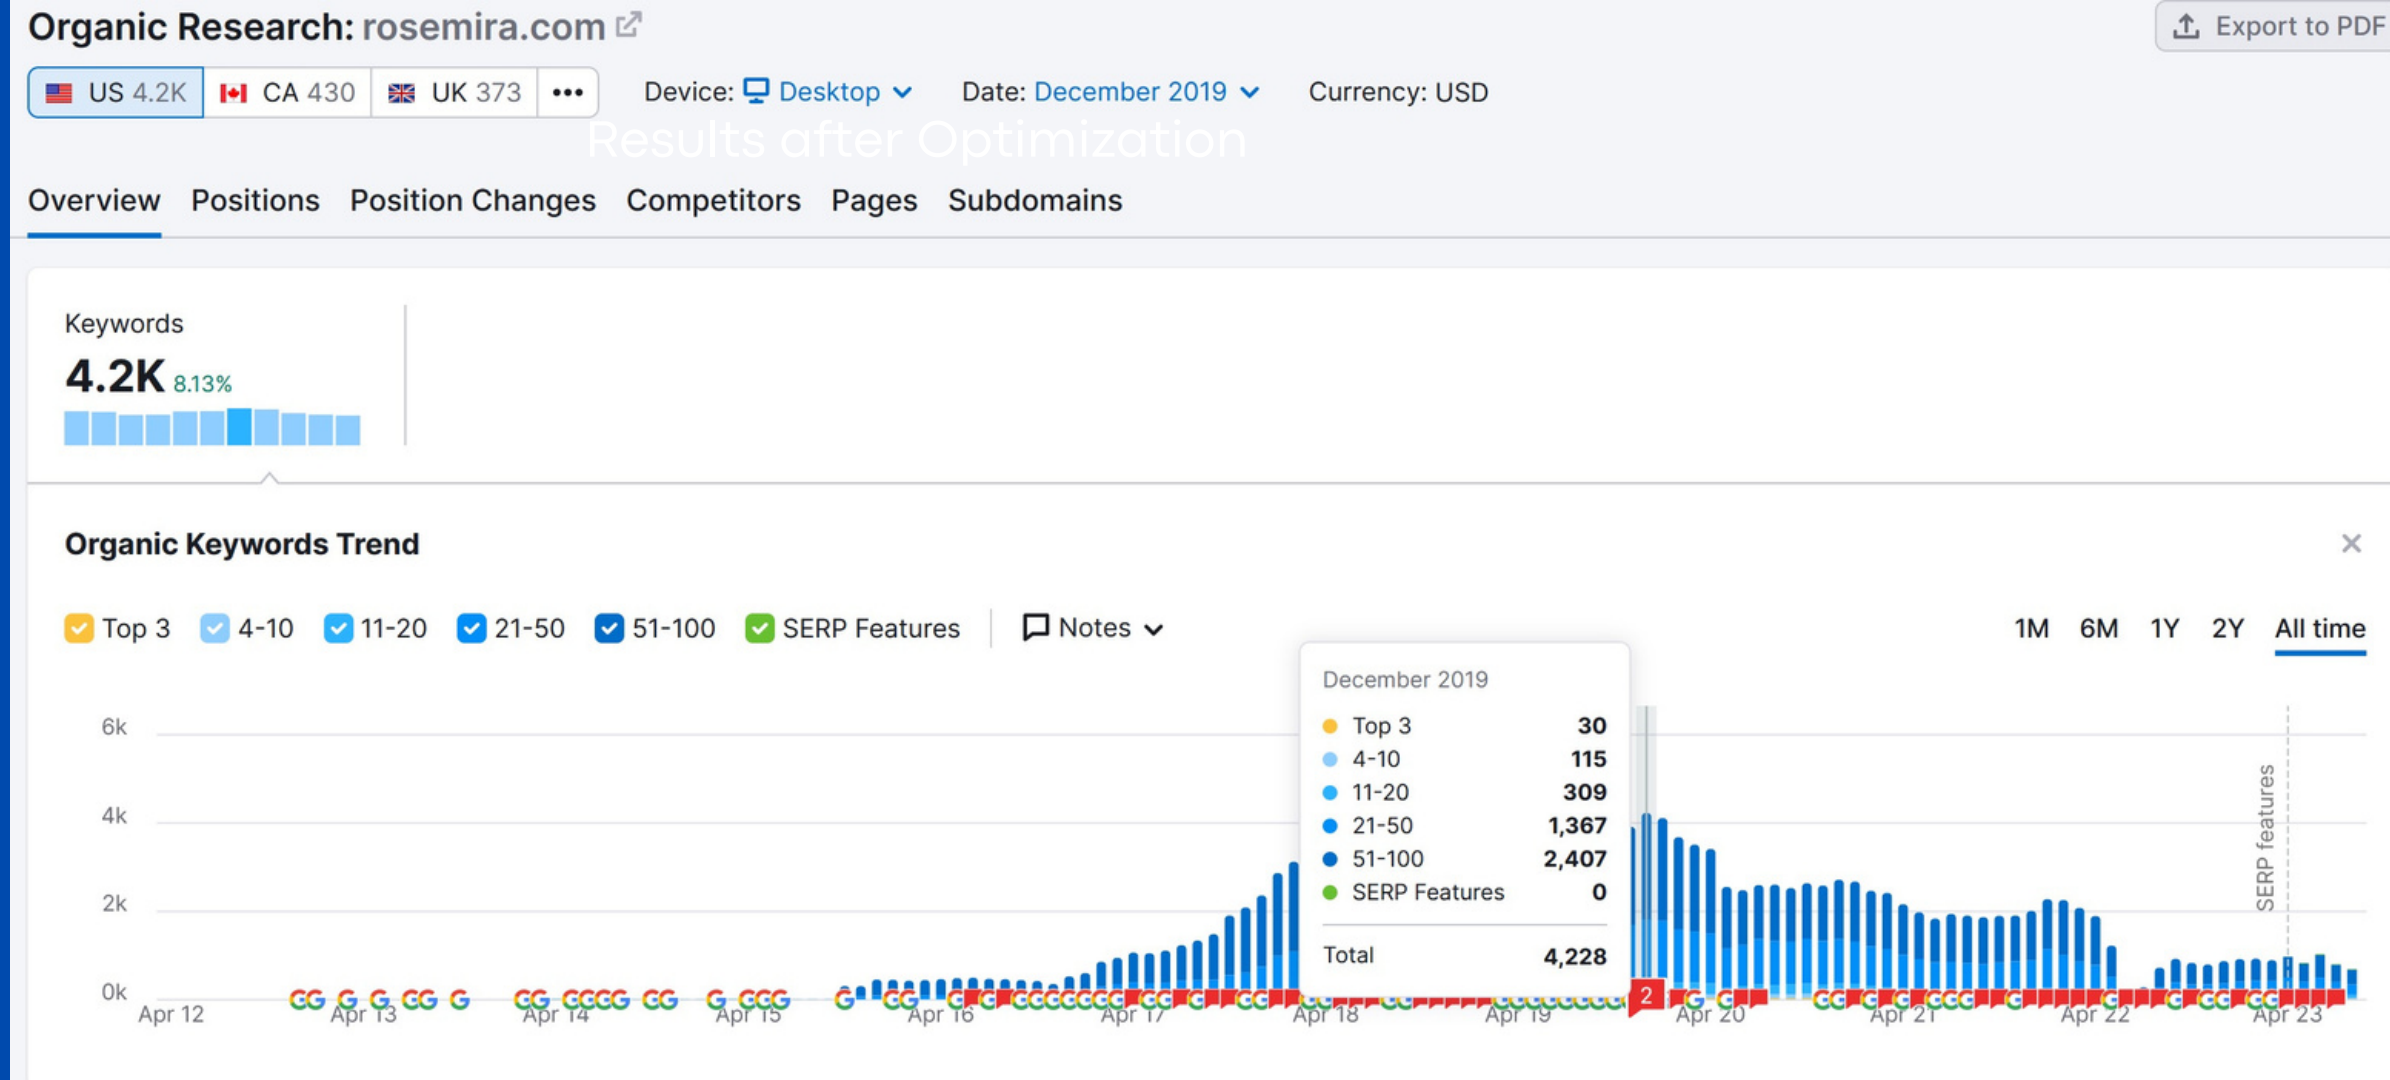 Organic Research: rosemira.com
Export to PDF
US 4.2K CA 430 UK 373 ••• Device: Desktop Date: December 2019 Currency: USD
Results after Optimization
Overview Positions Position Changes Competitors Pages Subdomains
Keywords
4.2K 8.13%
Organic Keywords Trend
Top 3 4-10 11-20 21-50 51-100 SERP Features Notes 1M 6M 1Y 2Y All time
December 2019
Top 3 30
4-10 115
11-20 309
21-50 1,367
51-100 2,407
SERP Features 0
Total 4,228
6k
4k
2k
0k
SERP features
2
Apr 12 Apr 13 Apr 14 Apr 15 Apr 16 Apr 17 Apr 18 Apr 19 Apr 20 Apr 21 Apr 22 Apr 23